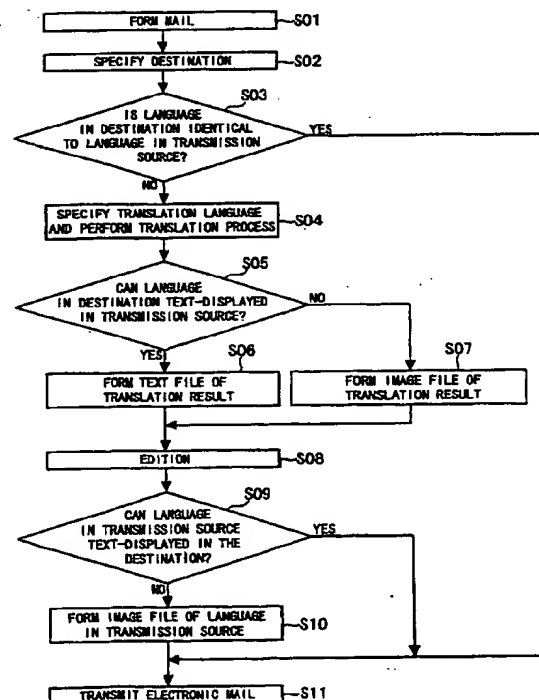 FORM MAIL
S01
SPECIFY DESTINATION
S02
S03
IS LANGUAGE
IN DESTINATION IDENTICAL
TO LANGUAGE IN TRANSMISSION
SOURCE?
YES
NO
SPECIFY TRANSLATION LANGUAGE
AND PERFORM TRANSLATION PROCESS
S04
S05
CAN LANGUAGE
IN DESTINATION TEXT-DISPLAYED
IN TRANSMISSION SOURCE?
NO
YES
S06
FORM TEXT FILE OF
TRANSLATION RESULT
S07
FORM IMAGE FILE OF
TRANSLATION RESULT
EDITION
S08
S09
CAN LANGUAGE
IN TRANSMISSION SOURCE
TEXT-DISPLAYED IN THE
DESTINATION?
YES
NO
FORM IMAGE FILE OF LANGUAGE
IN TRANSMISSION SOURCE
S10
TRANSMIT ELECTRONIC MAIL
S11